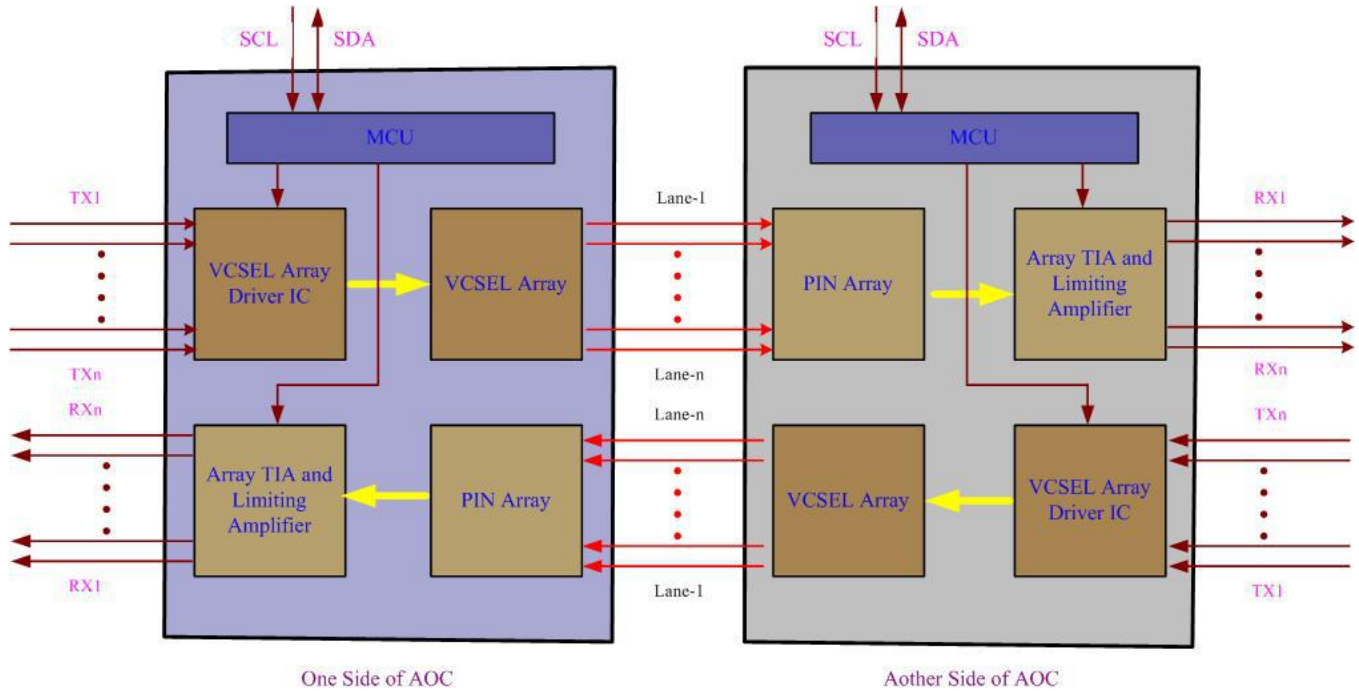 SCL SDA SCL SDA
MCU MCU
TX1 Lane-1 RX1
VCSEL Array
Driver IC
VCSEL Array
PIN Array
Array TIA and
Limiting
Amplifier
TXn Lane-n RXn
RXn Lane-n TXn
Array TIA and
Limiting
Amplifier
PIN Array
VCSEL Array
VCSEL Array
Driver IC
RX1 Lane-1 TX1
One Side of AOC Aother Side of AOC